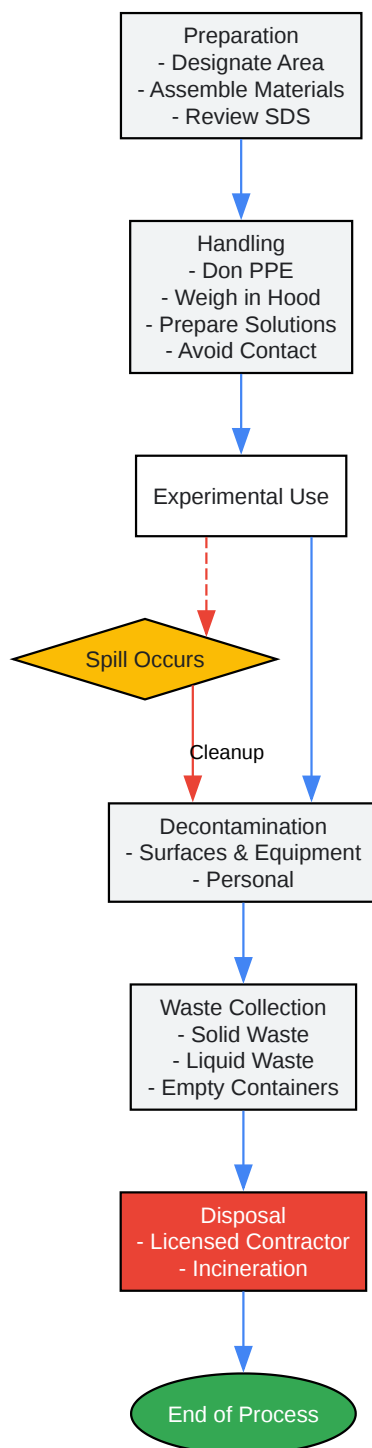 Preparation
- Designate Area
- Assemble Materials
- Review SDS
Handling
- Don PPE
- Weigh in Hood
- Prepare Solutions
- Avoid Contact
Experimental Use
Spill Occurs
Cleanup
Decontamination
- Surfaces & Equipment
- Personal
Waste Collection
- Solid Waste
- Liquid Waste
- Empty Containers
Disposal
- Licensed Contractor
- Incineration
End of Process